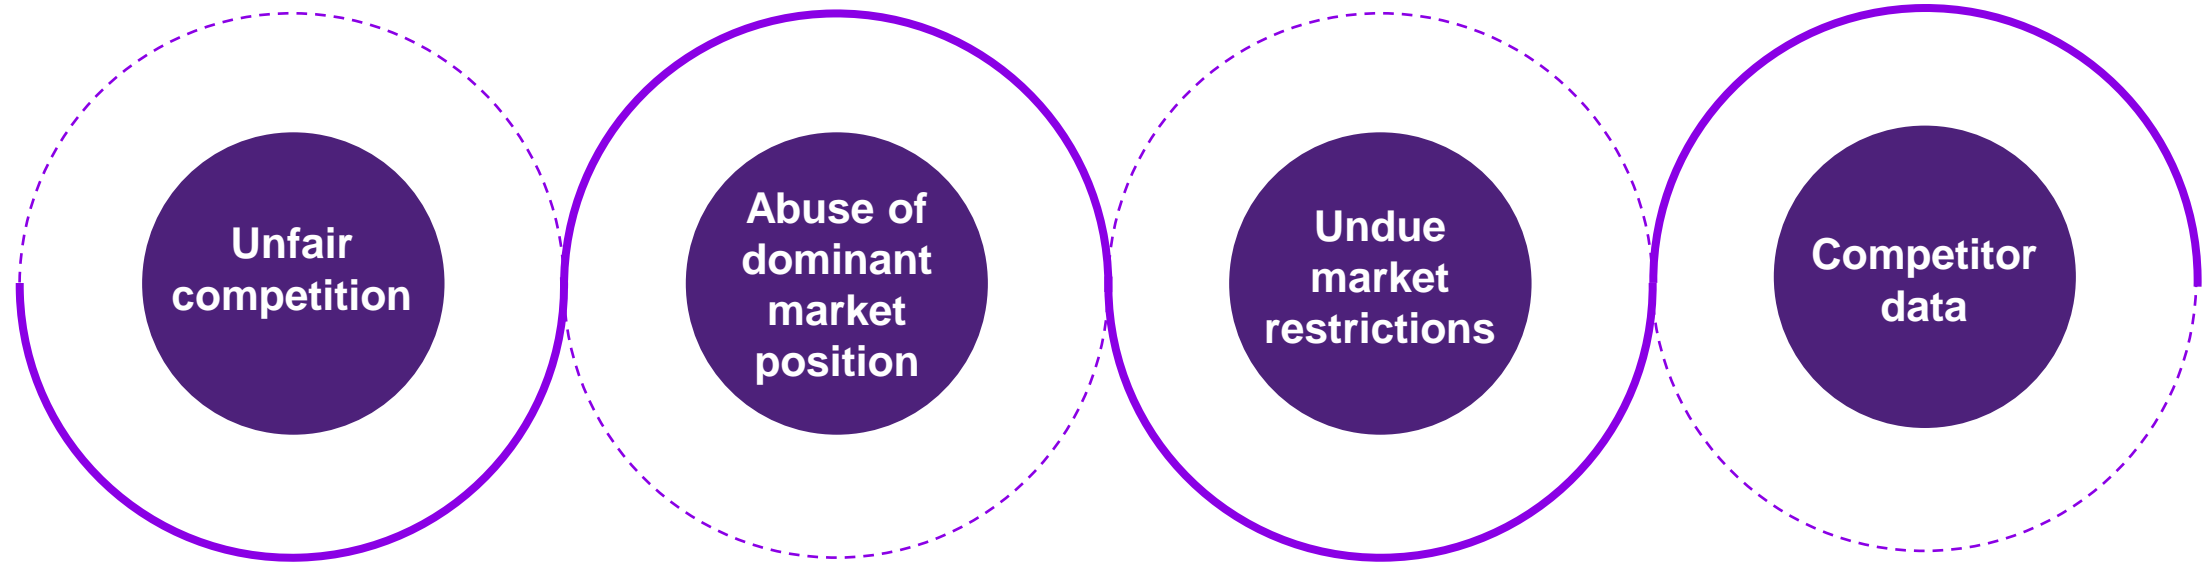 Unfair
competition
Abuse of
dominant
market
position
Undue
market
restrictions
Competitor
data